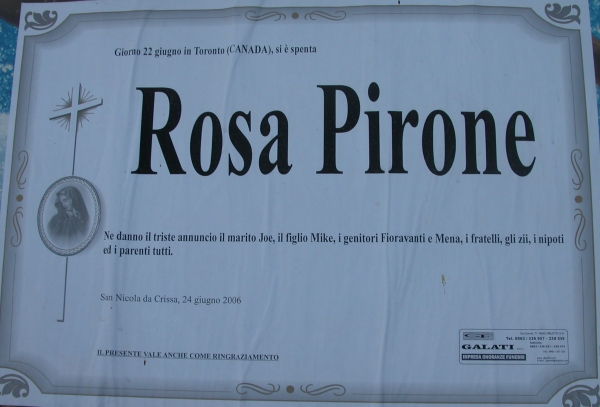 Giorno 22 giugno in Toronto (CANADA), si è spenta
Rosa Pirone
Ne danno il triste annuncio il marito Joe, il figlio Mike, i genitori Fioravanti e Mena, i fratelli, gli zii, i nipoti
ed i parenti tutti.
San Nicola da Crissa, 24 giugno 2006
IL PRESENTE VALE ANCHE COME RINGRAZIAMENTO
GALATI
IMPRESA ONORANZE FUNEBRI